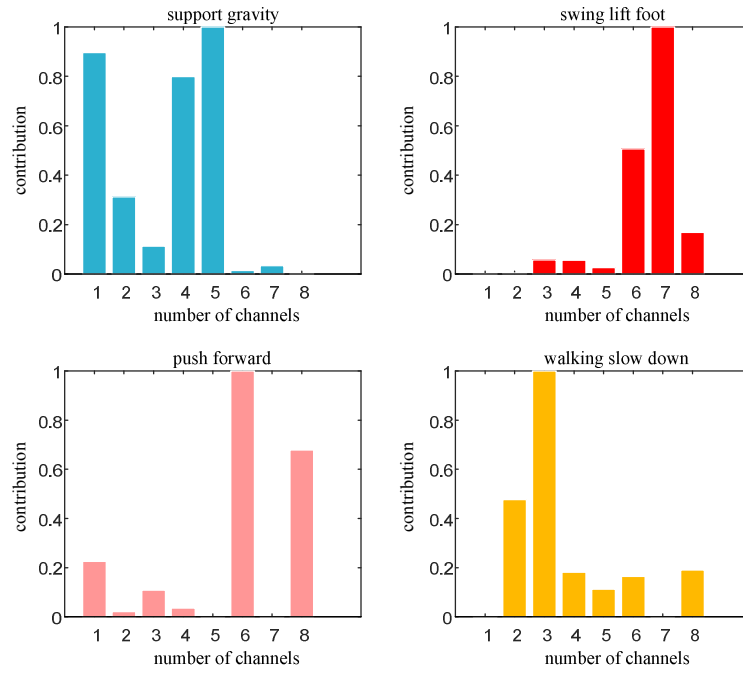 support gravity
1
0.8
0.6
0.4
0.2
0
contribution
1 2 3 4 5 6 7 8
number of channels
swing lift foot
1
0.8
0.6
0.4
0.2
0
contribution
1 2 3 4 5 6 7 8
number of channels
push forward
1
0.8
0.6
0.4
0.2
0
contribution
1 2 3 4 5 6 7 8
number of channels
walking slow down
1
0.8
0.6
0.4
0.2
0
contribution
1 2 3 4 5 6 7 8
number of channels